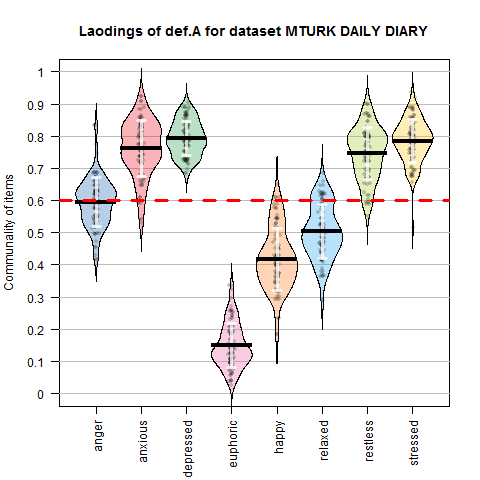 Laodings of def.A for dataset MTURK DAILY DIARY
Communality of items
1
0.9
0.8
0.7
0.6
0.5
0.4
0.3
0.2
0.1
0
anger
anxious
depressed
euphoric
happy
relaxed
restless
stressed